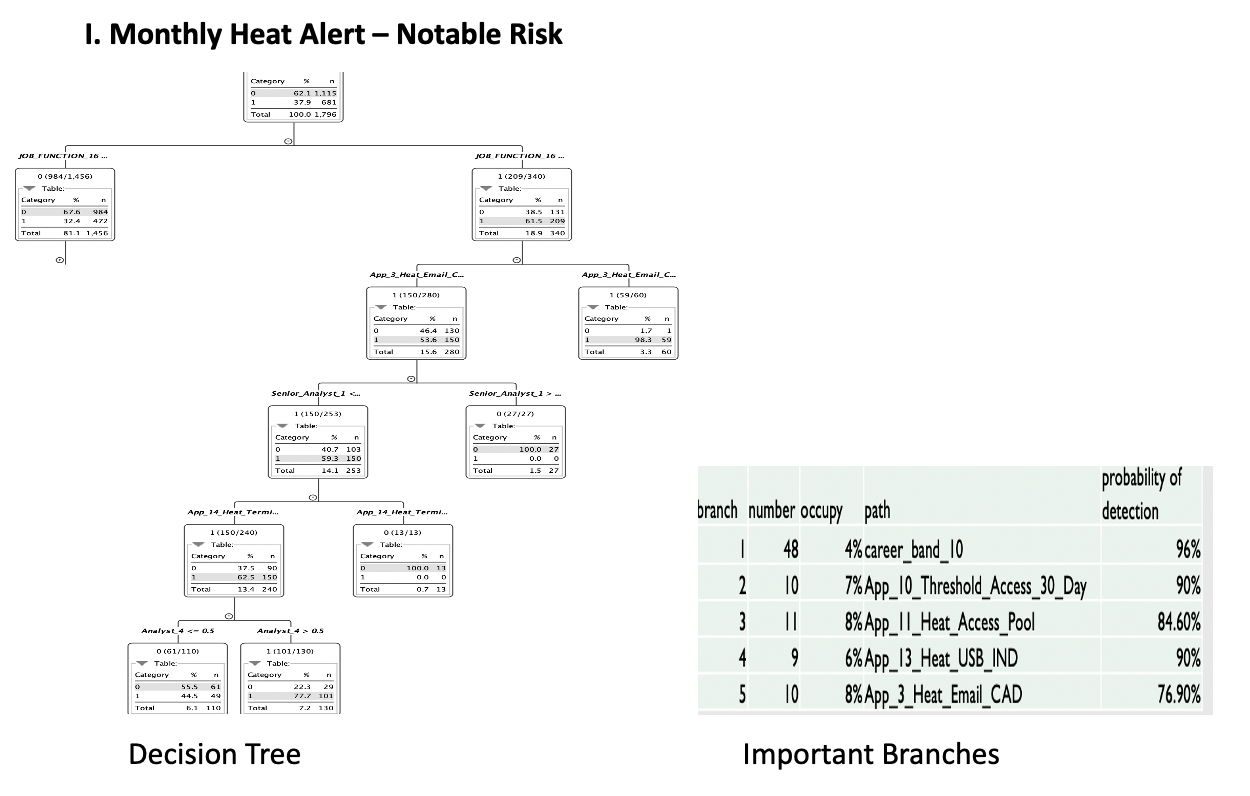 I. Monthly Heat Alert – Notable Risk
Category % n
0 62.1 1,115
1 37.9 681
Total 100.0 1,796
JOB_FUNCTION_16 ...
JOB_FUNCTION_16 ...
0 (984/1,456)
Table:
Category % n
0 67.6 984
1 32.4 472
Total 81.1 1,456
1 (209/340)
Table:
Category % n
0 38.5 131
1 61.5 209
Total 18.9 340
App_3_Heat_Email_C...
App_3_Heat_Email_C...
1 (150/280)
Table:
Category % n
0 46.4 130
1 53.6 150
Total 15.6 280
1 (59/60)
Table:
Category % n
0 1.7 1
1 98.3 59
Total 3.3 60
Senior_Analyst_1 <...
Senior_Analyst_1 > ...
1 (150/253)
Table:
Category % n
0 40.7 103
1 59.3 150
Total 14.1 253
0 (27/27)
Table:
Category % n
0 100.0 27
1 0.0 0
Total 1.5 27
App_14_Heat_Termi...
App_14_Heat_Termi...
1 (150/240)
Table:
Category % n
0 37.5 90
1 62.5 150
Total 13.4 240
0 (13/13)
Table:
Category % n
0 100.0 13
1 0.0 0
Total 0.7 13
Analyst_4 <= 0.5
Analyst_4 > 0.5
0 (61/110)
Table:
Category % n
0 55.5 61
1 44.5 49
Total 6.1 110
1 (101/130)
Table:
Category % n
0 22.3 29
1 77.7 101
Total 7.2 130
branch number occupy path probability of detection
1 48 4% career_band_10 96%
2 10 7% App_10_Threshold_Access_30_Day 90%
3 11 8% App_11_Heat_Access_Pool 84.60%
4 9 6% App_13_Heat_USB_IND 90%
5 10 8% App_3_Heat_Email_CAD 76.90%
Decision Tree
Important Branches